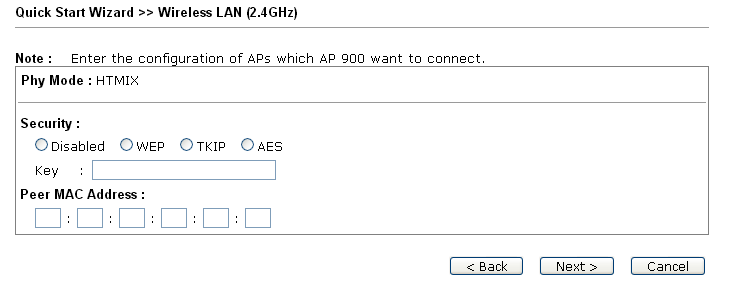 Quick Start Wizard >> Wireless LAN (2.4GHz)
Note : Enter the configuration of APs which AP 900 want to connect.
Phy Mode : HTMIX
Security :
Disabled WEP TKIP AES
Key :
Peer MAC Address :
: : : : :
< Back Next > Cancel